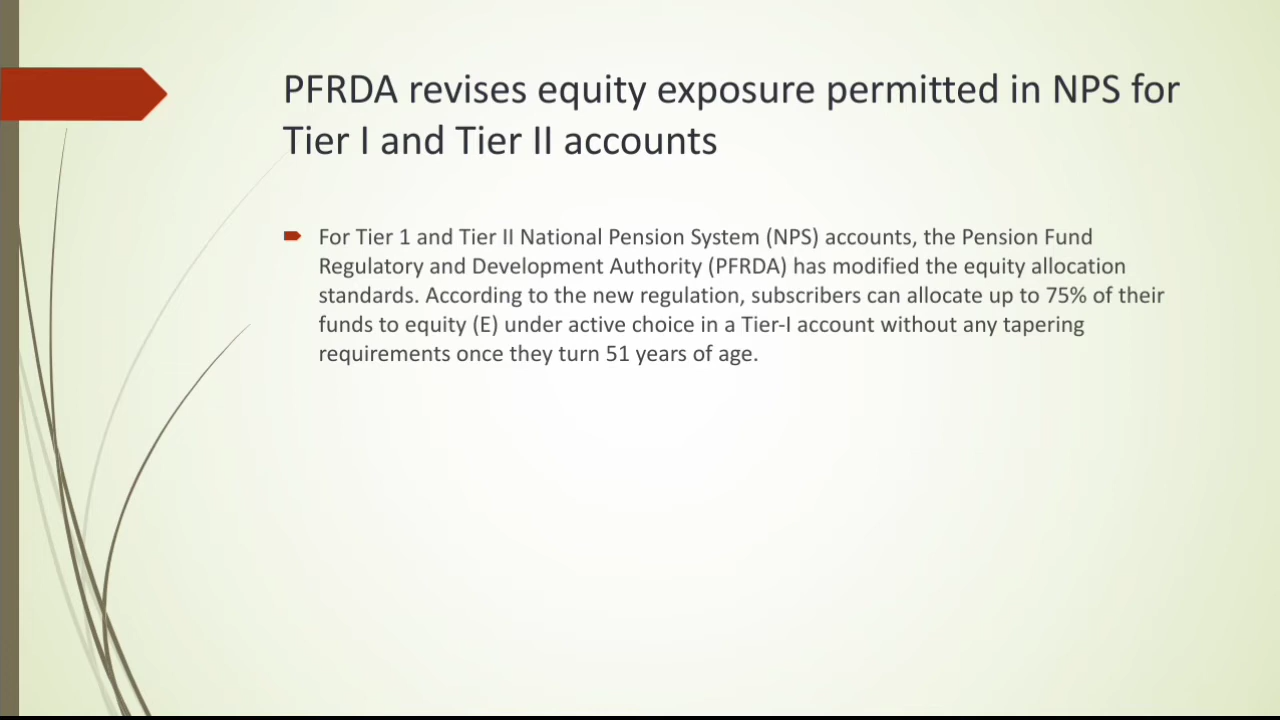 PFRDA revises equity exposure permitted in NPS for
Tier I and Tier II accounts
For Tier 1 and Tier II National Pension System (NPS) accounts, the Pension Fund
Regulatory and Development Authority (PFRDA) has modified the equity allocation
standards. According to the new regulation, subscribers can allocate up to 75% of their
funds to equity (E) under active choice in a Tier-I account without any tapering
requirements once they turn 51 years of age.